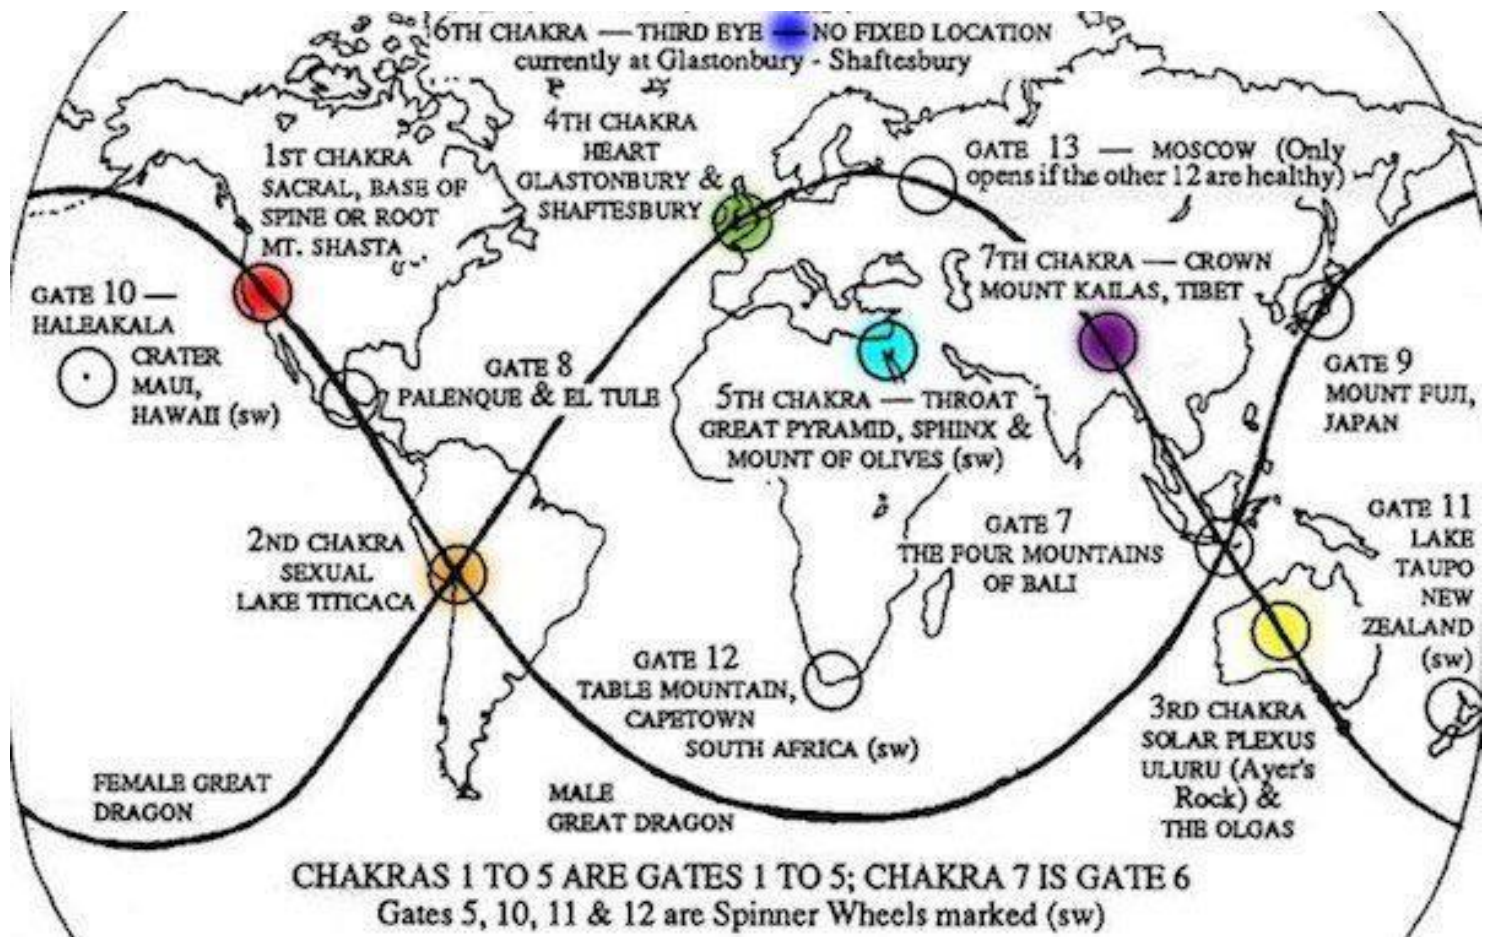 6TH CHAKRA — THIRD EYE — NO FIXED LOCATION
currently at Glastonbury - Shaftesbury
4TH CHAKRA
HEART
GLASTONBURY &
SHAFTESBURY
1ST CHAKRA
SACRAL, BASE OF
SPINE OR ROOT
MT. SHASTA
GATE 13 — MOSCOW (Only
opens if the other 12 are healthy)
7TH CHAKRA — CROWN
MOUNT KAILAS, TIBET
GATE 10 —
HALEAKALA
CRATER
MAUI,
HAWAII (sw)
GATE 8
PALENQUE & EL TULE
5TH CHAKRA — THROAT
GREAT PYRAMID, SPHINX &
MOUNT OF OLIVES (sw)
GATE 9
MOUNT FUJI,
JAPAN
2ND CHAKRA
SEXUAL
LAKE TITICACA
GATE 7
THE FOUR MOUNTAINS
OF BALI
GATE 11
LAKE
TAUPO
NEW
ZEALAND
(sw)
GATE 12
TABLE MOUNTAIN,
CAPETOWN
SOUTH AFRICA (sw)
3RD CHAKRA
SOLAR PLEXUS
ULURU (Ayer's
Rock) &
THE OLGAS
FEMALE GREAT
DRAGON
MALE
GREAT DRAGON
CHAKRAS 1 TO 5 ARE GATES 1 TO 5; CHAKRA 7 IS GATE 6
Gates 5, 10, 11 & 12 are Spinner Wheels marked (sw)